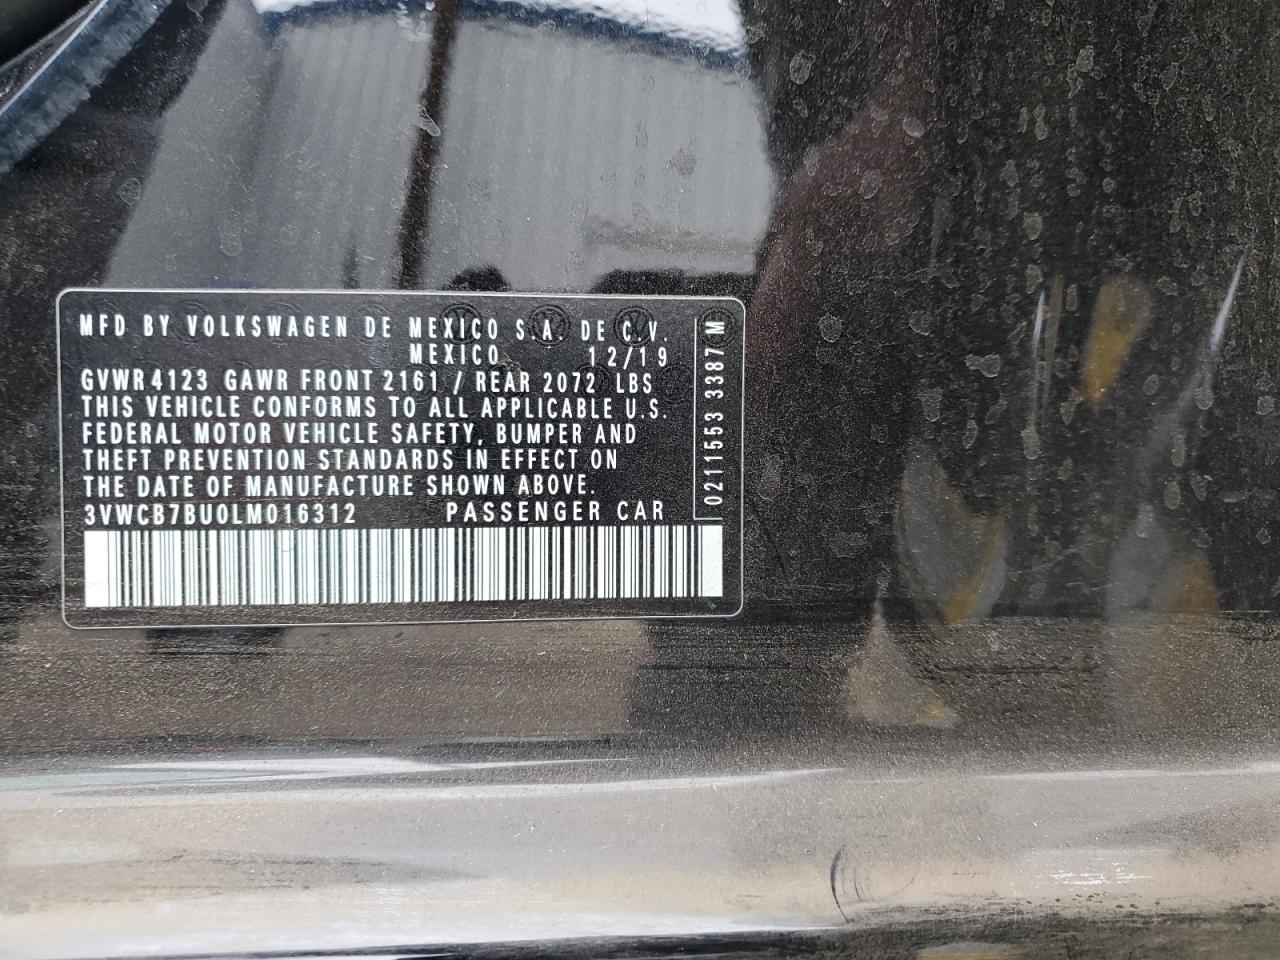 MFD BY VOLKSWAGEN DE MEXICO S.A. DE C.V.
MEXICO 12/19
GVWR 4123 GAWR FRONT 2161 / REAR 2072 LBS
THIS VEHICLE CONFORMS TO ALL APPLICABLE U.S.
FEDERAL MOTOR VEHICLE SAFETY, BUMPER AND
THEFT PREVENTION STANDARDS IN EFFECT ON
THE DATE OF MANUFACTURE SHOWN ABOVE.
3VWCB7BU0LM016312 PASSENGER CAR
0211553 3387 M